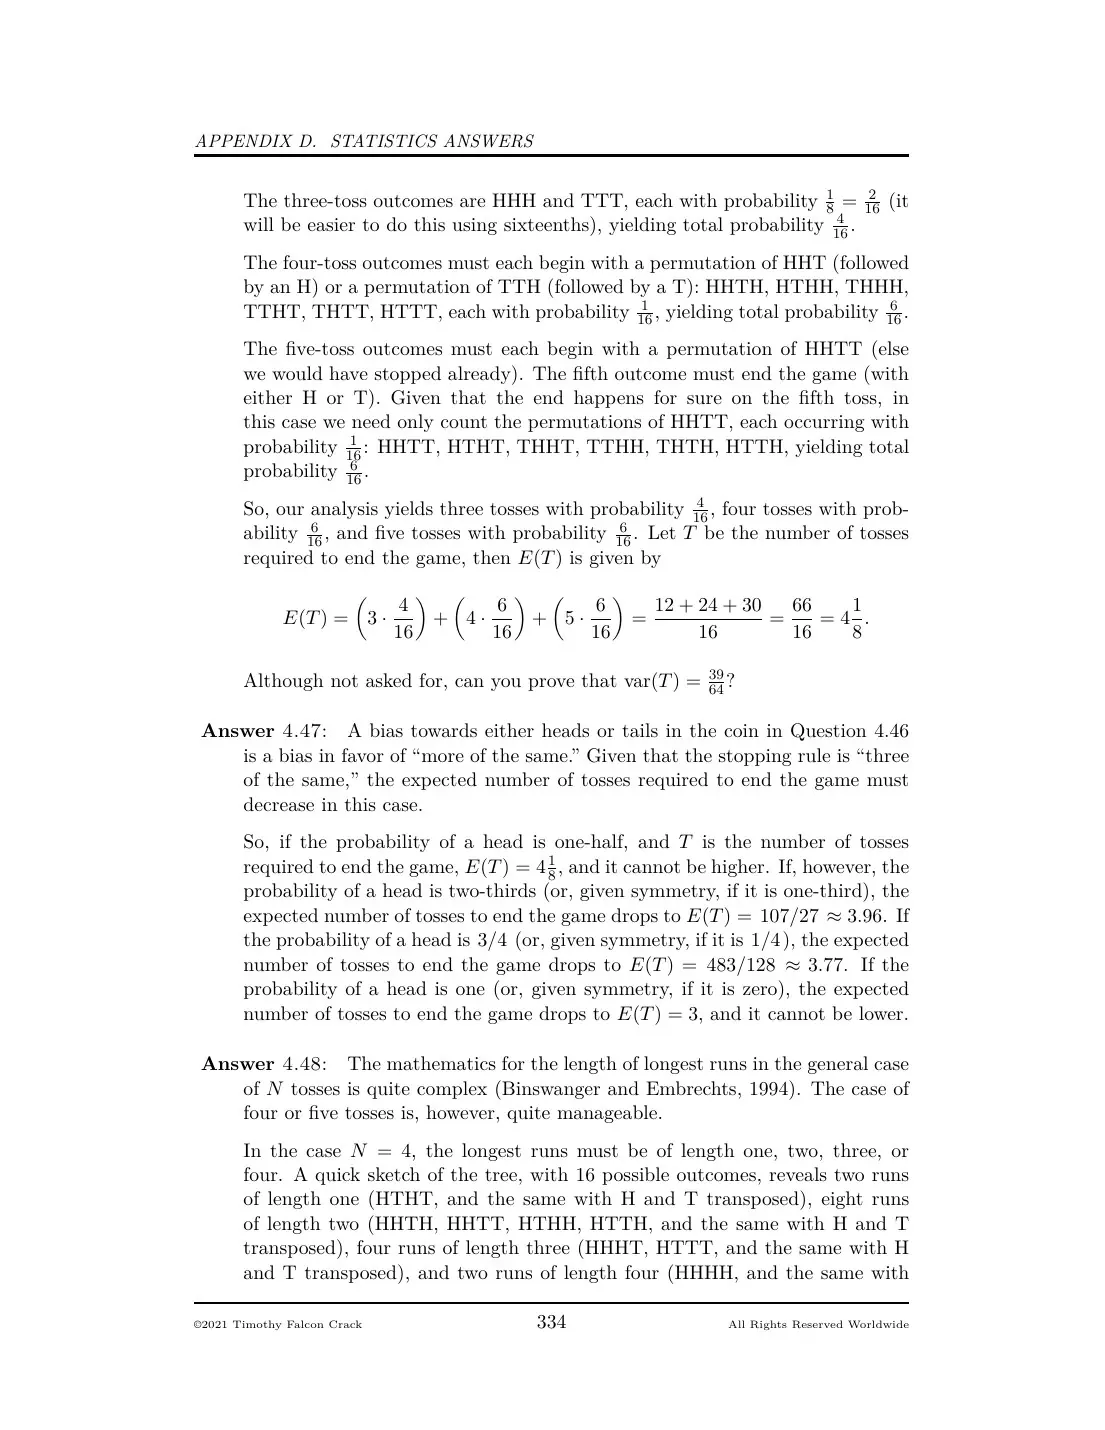 APPENDIX D. STATISTICS ANSWERS
The three-toss outcomes are HHH and TTT, each with probability 1/8 = 2/16 (it
will be easier to do this using sixteenths), yielding total probability 4/16.
The four-toss outcomes must each begin with a permutation of HHT (followed
by an H) or a permutation of TTH (followed by a T): HHTH, HTHH, THHH,
TTHT, THTT, HTTT, each with probability 1/16, yielding total probability 6/16.
The five-toss outcomes must each begin with a permutation of HHTT (else
we would have stopped already). The fifth outcome must end the game (with
either H or T). Given that the end happens for sure on the fifth toss, in
this case we need only count the permutations of HHTT, each occurring with
probability 1/16: HHTT, HTHT, THHT, TTHH, THTH, HTTH, yielding total
probability 6/16.
So, our analysis yields three tosses with probability 4/16, four tosses with prob-
ability 6/16, and five tosses with probability 6/16. Let T be the number of tosses
required to end the game, then E(T) is given by
E(T) = (3 · 4/16) + (4 · 6/16) + (5 · 6/16) = (12 + 24 + 30)/16 = 66/16 = 4 1/8.
Although not asked for, can you prove that var(T) = 39/64?
Answer 4.47: A bias towards either heads or tails in the coin in Question 4.46
is a bias in favor of “more of the same.” Given that the stopping rule is “three
of the same,” the expected number of tosses required to end the game must
decrease in this case.
So, if the probability of a head is one-half, and T is the number of tosses
required to end the game, E(T) = 4 1/8, and it cannot be higher. If, however, the
probability of a head is two-thirds (or, given symmetry, if it is one-third), the
expected number of tosses to end the game drops to E(T) = 107/27 ≈ 3.96. If
the probability of a head is 3/4 (or, given symmetry, if it is 1/4), the expected
number of tosses to end the game drops to E(T) = 483/128 ≈ 3.77. If the
probability of a head is one (or, given symmetry, if it is zero), the expected
number of tosses to end the game drops to E(T) = 3, and it cannot be lower.
Answer 4.48: The mathematics for the length of longest runs in the general case
of N tosses is quite complex (Binswanger and Embrechts, 1994). The case of
four or five tosses is, however, quite manageable.
In the case N = 4, the longest runs must be of length one, two, three, or
four. A quick sketch of the tree, with 16 possible outcomes, reveals two runs
of length one (HTHT, and the same with H and T transposed), eight runs
of length two (HHTH, HHTT, HTHH, HTTH, and the same with H and T
transposed), four runs of length three (HHHT, HTTT, and the same with H
and T transposed), and two runs of length four (HHHH, and the same with
©2021 Timothy Falcon Crack 334 All Rights Reserved Worldwide